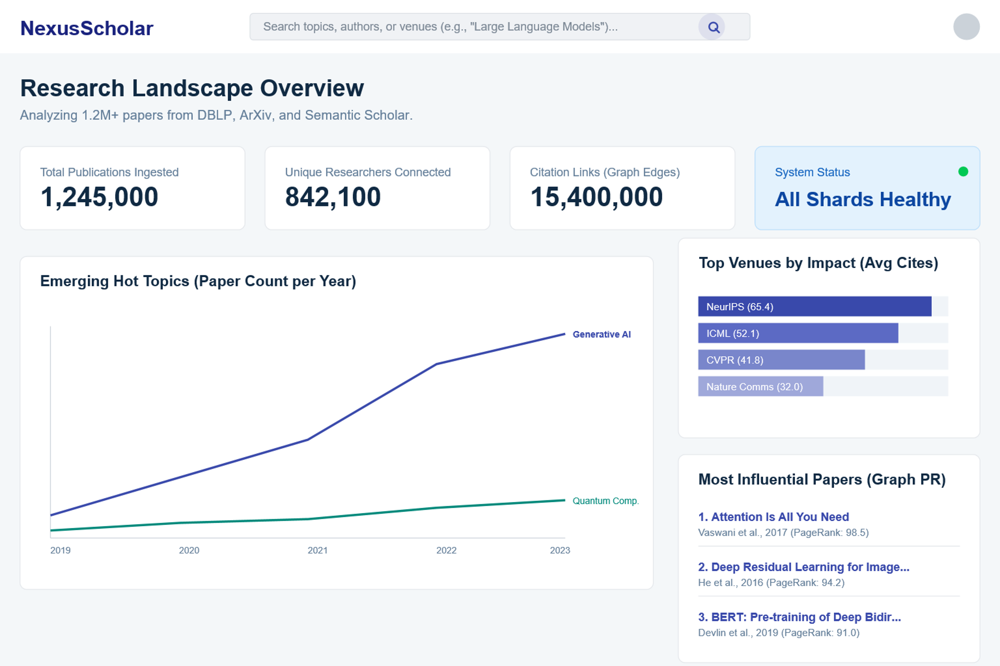 NexusScholar
Search topics, authors, or venues (e.g., "Large Language Models")...
Research Landscape Overview
Analyzing 1.2M+ papers from DBLP, ArXiv, and Semantic Scholar.
Total Publications Ingested
1,245,000
Unique Researchers Connected
842,100
Citation Links (Graph Edges)
15,400,000
System Status
All Shards Healthy
Emerging Hot Topics (Paper Count per Year)
Generative AI
Quantum Comp.
2019
2020
2021
2022
2023
Top Venues by Impact (Avg Cites)
NeurIPS (65.4)
ICML (52.1)
CVPR (41.8)
Nature Comms (32.0)
Most Influential Papers (Graph PR)
1. Attention Is All You Need
Vaswani et al., 2017 (PageRank: 98.5)
2. Deep Residual Learning for Image...
He et al., 2016 (PageRank: 94.2)
3. BERT: Pre-training of Deep Bidir...
Devlin et al., 2019 (PageRank: 91.0)